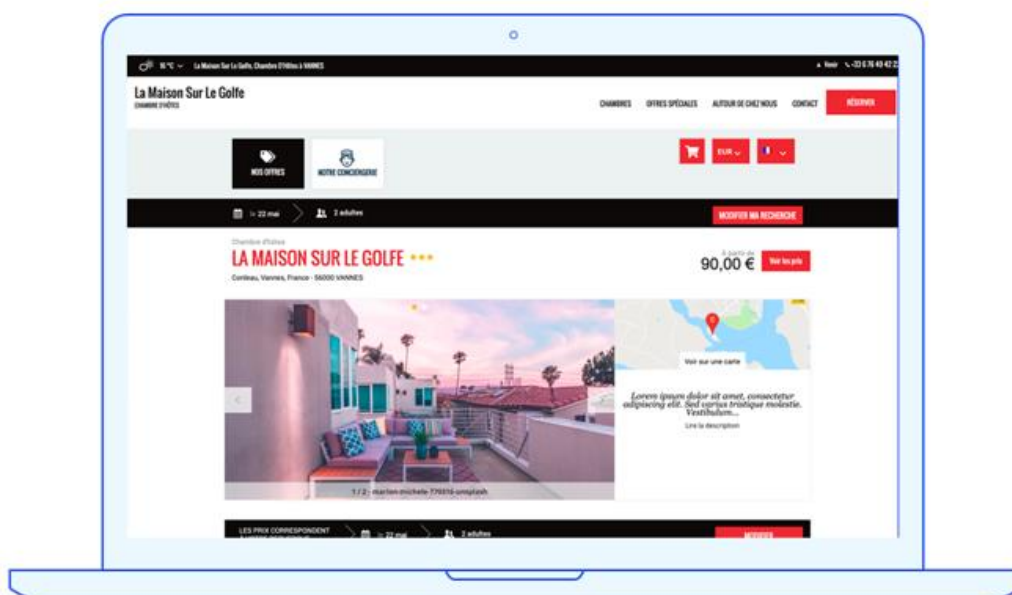 16 °C
La Maison Sur Le Golfe, Chambre D'Hôtes à VANNES
Venir
La Maison Sur Le Golfe
CHAMBRE D'HÔTES
CHAMBRES OFFRES SPÉCIALES AUTOUR DE CHEZ NOUS CONTACT RÉSERVER
NOS OFFRES NOTRE CONCIERGERIE
EUR
le 22 mai 2 adultes
MODIFIER MA RECHERCHE
Chambre d'hôtes
LA MAISON SUR LE GOLFE
Conleau, Vannes, France - 56000 VANNES
À partir de
90,00 € Voir les prix
Voir sur une carte
Lorem ipsum dolor sit amet, consectetur
adipiscing elit. Sed varius tristique molestie.
Vestibulum...
Lire la description
1 / 2 - marlon-michele-779316-unsplash
LES PRIX CORRESPONDENT
le 22 mai 2 adultes
MODIFIER